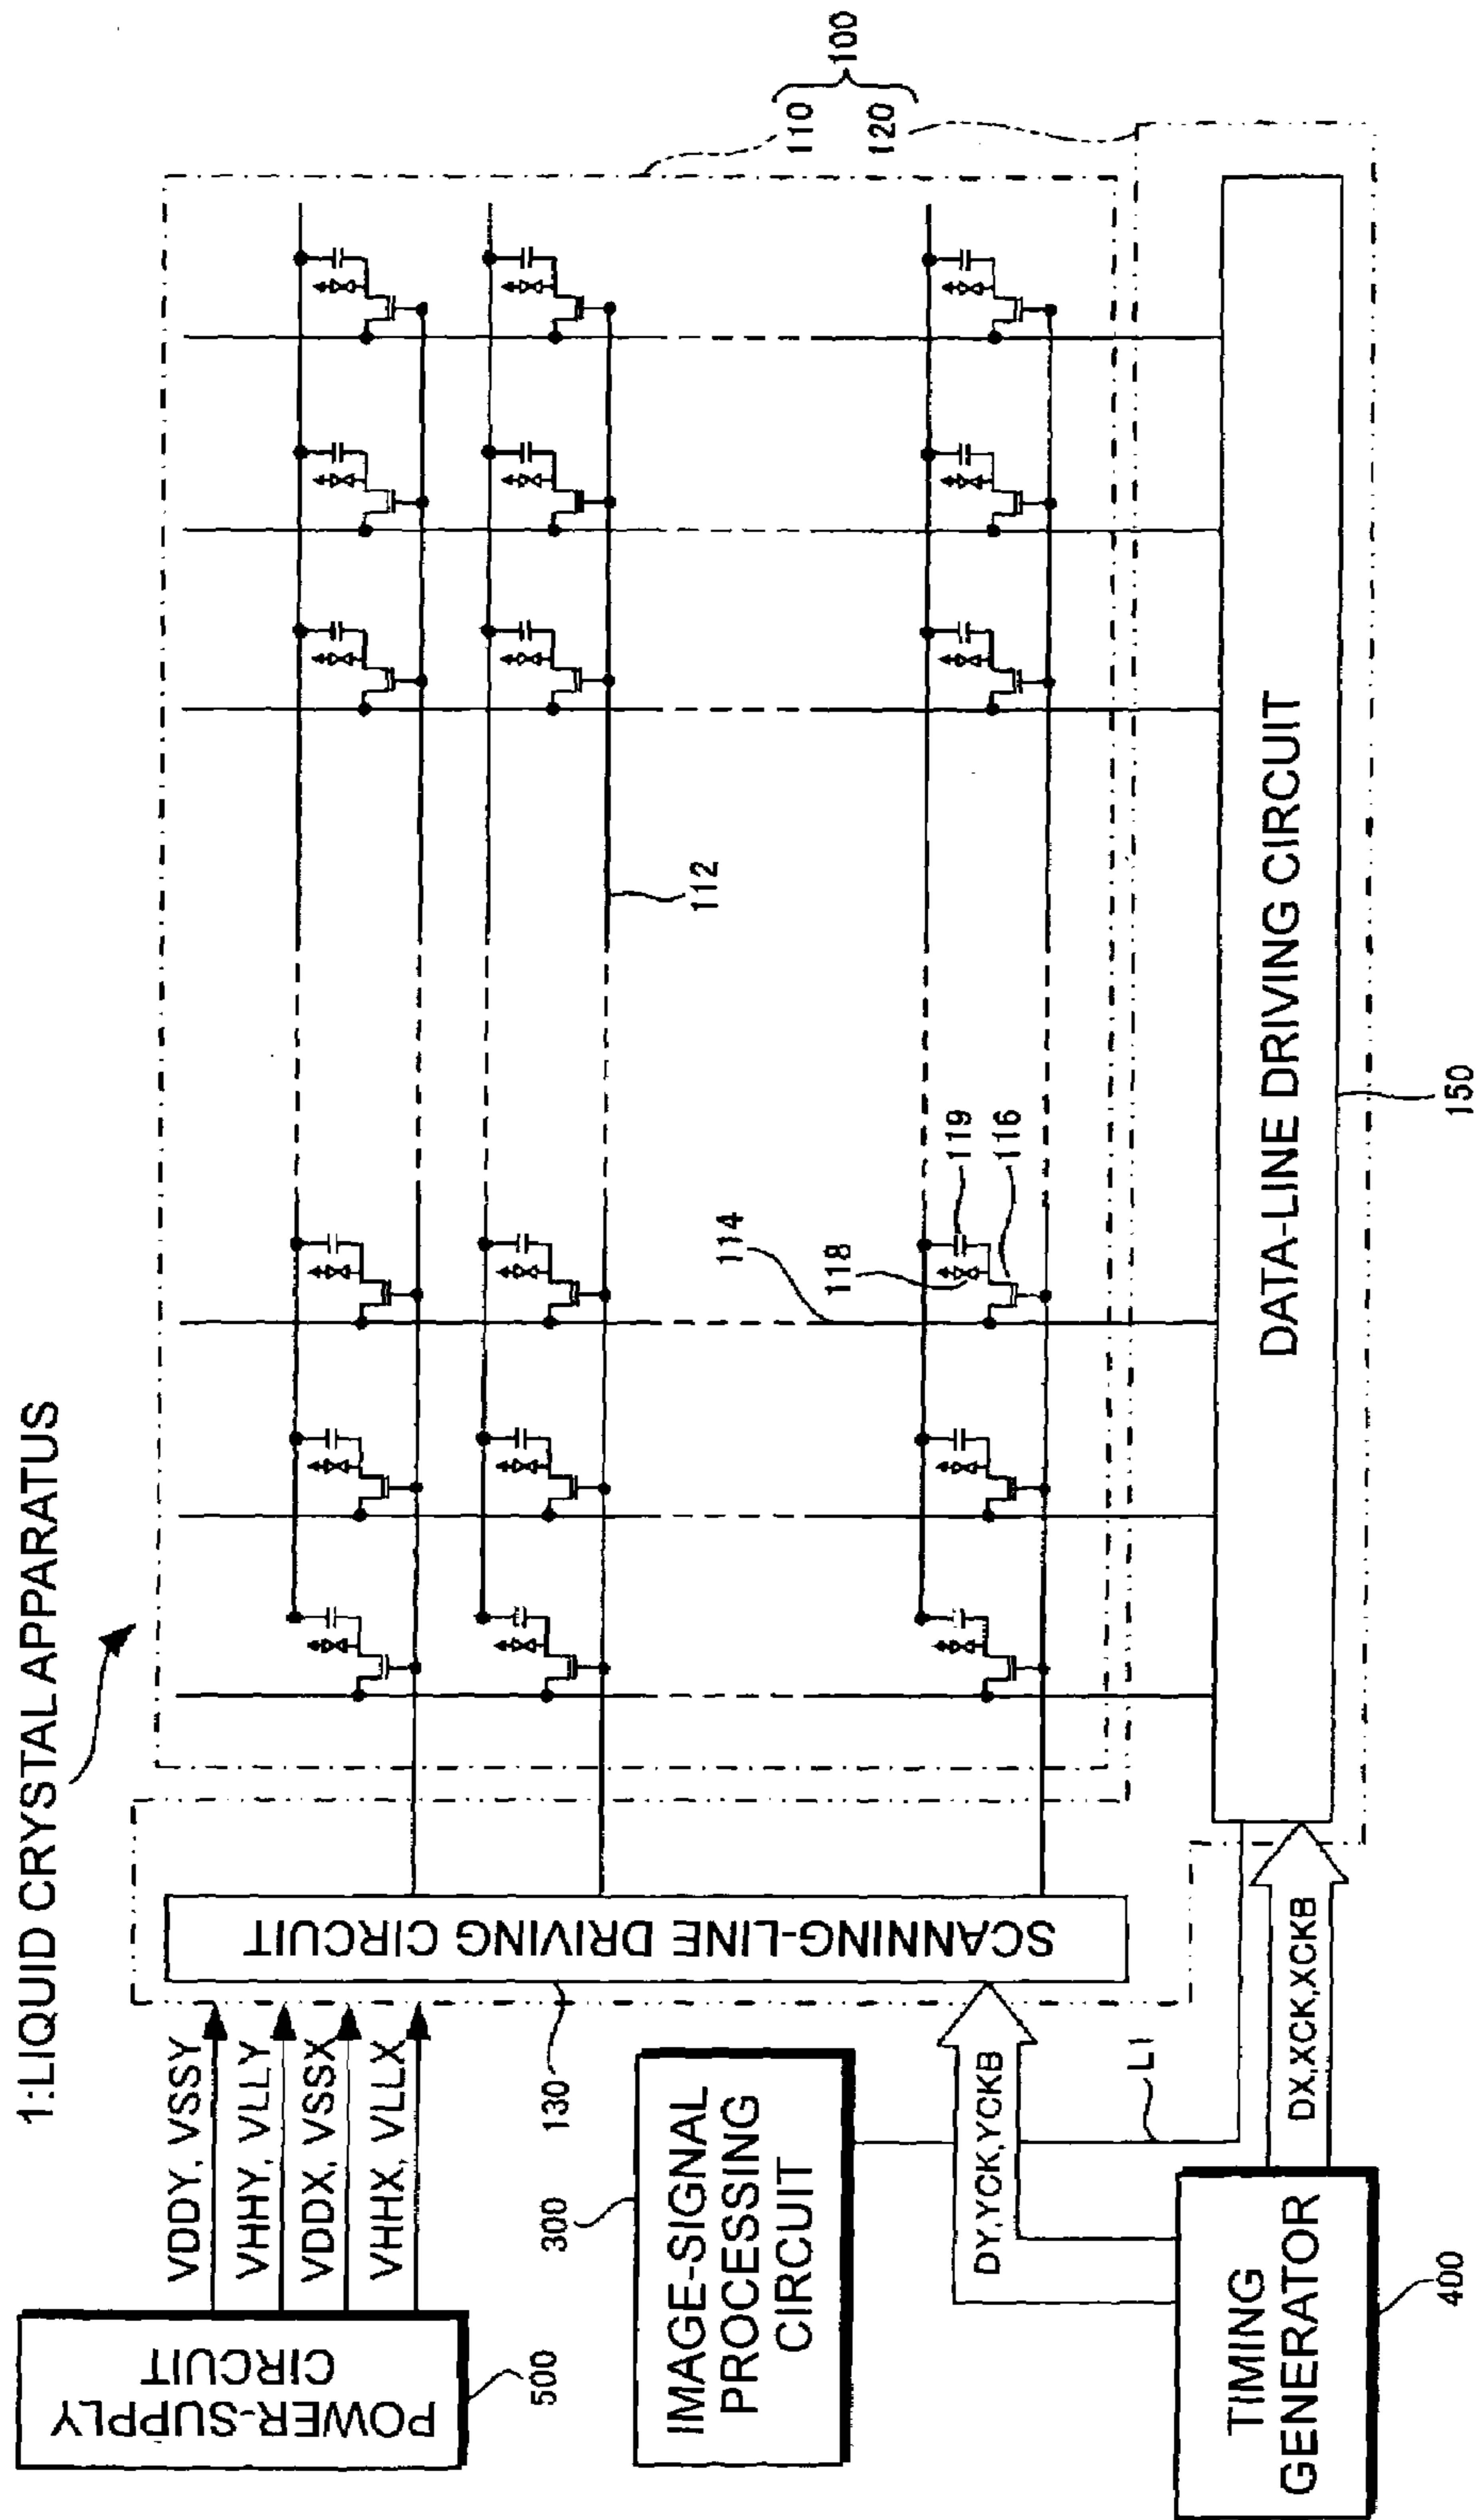 1:LIQUID CRYSTAL APPARATUS
POWER-SUPPLY
CIRCUIT
500
VDDY, VSSY
VHHY, VLLY
VDDX, VSSX
VHHX, VLLX
130
SCANNING-LINE DRIVING CIRCUIT
300
IMAGE-SIGNAL
PROCESSING
CIRCUIT
DY,YCK,YCKB
L1
TIMING
GENERATOR
400
DX,XCK,XCKB
110
120
100
112
114
118
119
116
DATA-LINE DRIVING CIRCUIT
150